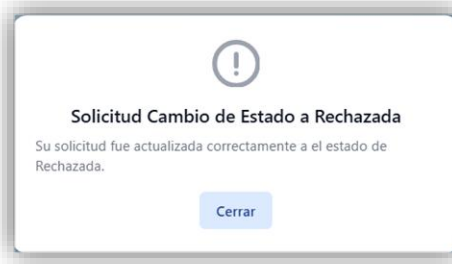 Solicitud Cambio de Estado a Rechazada
Su solicitud fue actualizada correctamente a el estado de
Rechazada.
Cerrar